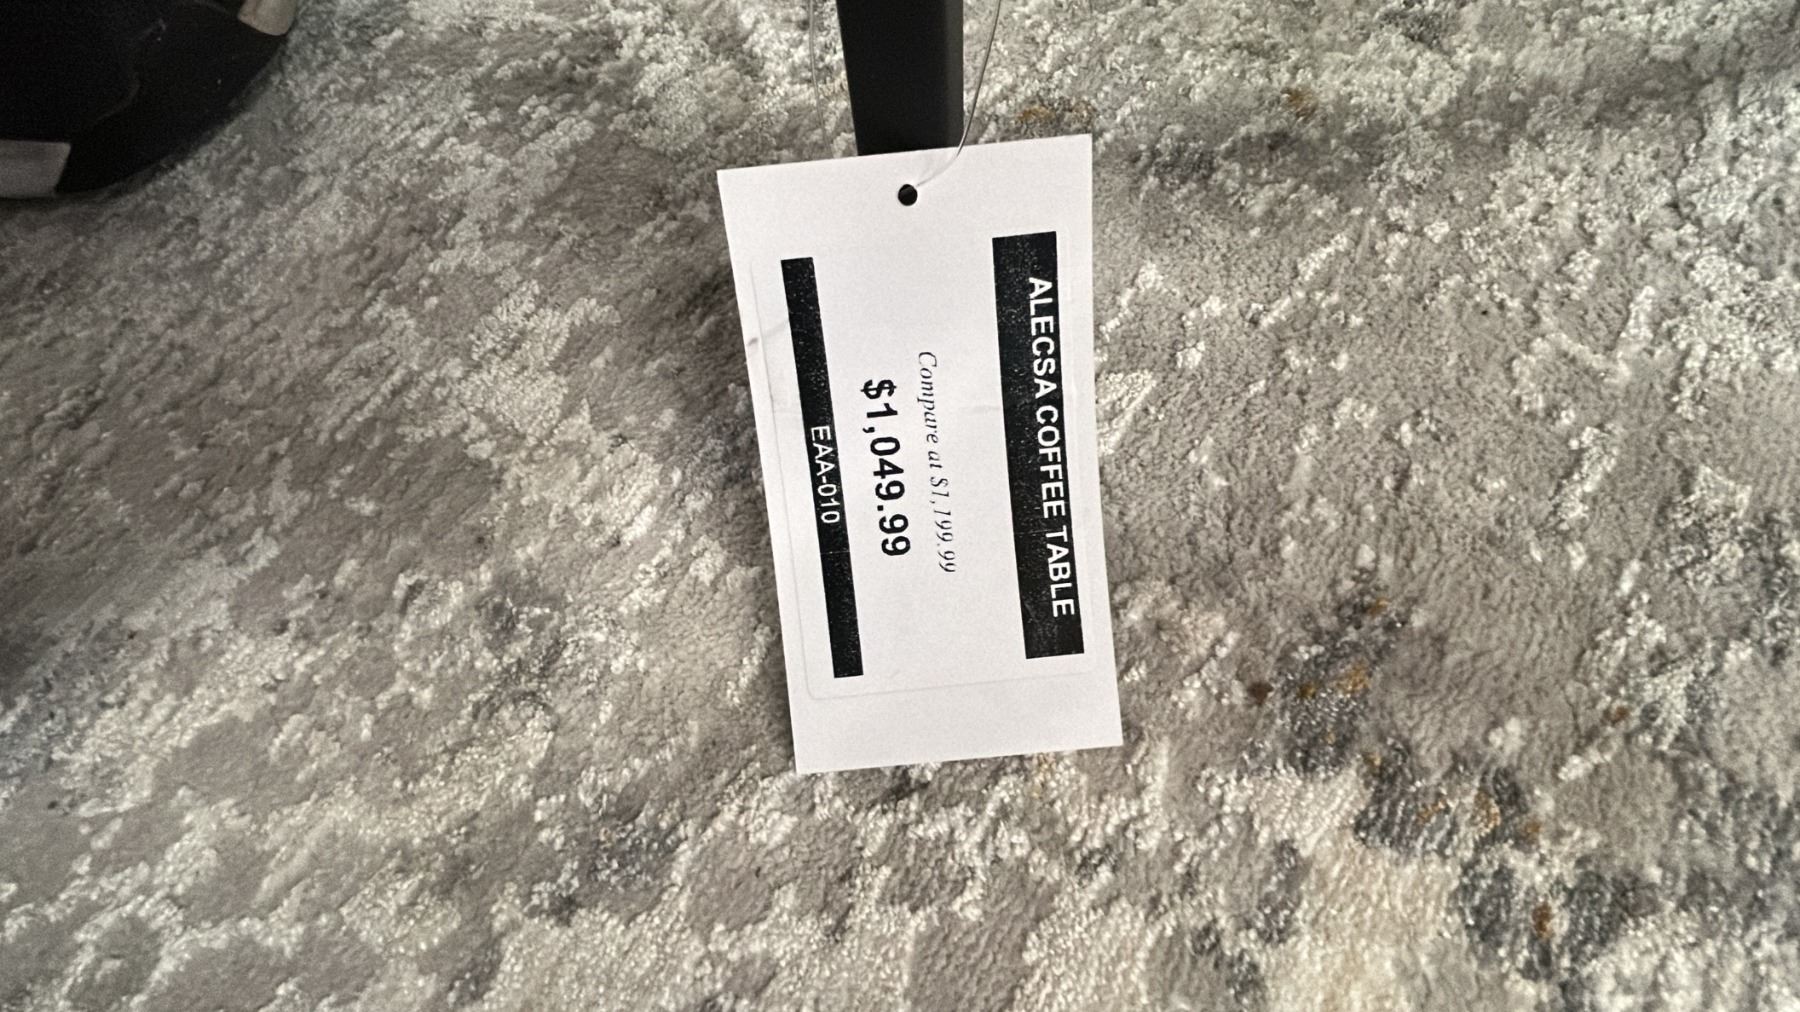 ALECSA COFFEE TABLE
Compare at $1,199.99
$1,049.99
EAA-010